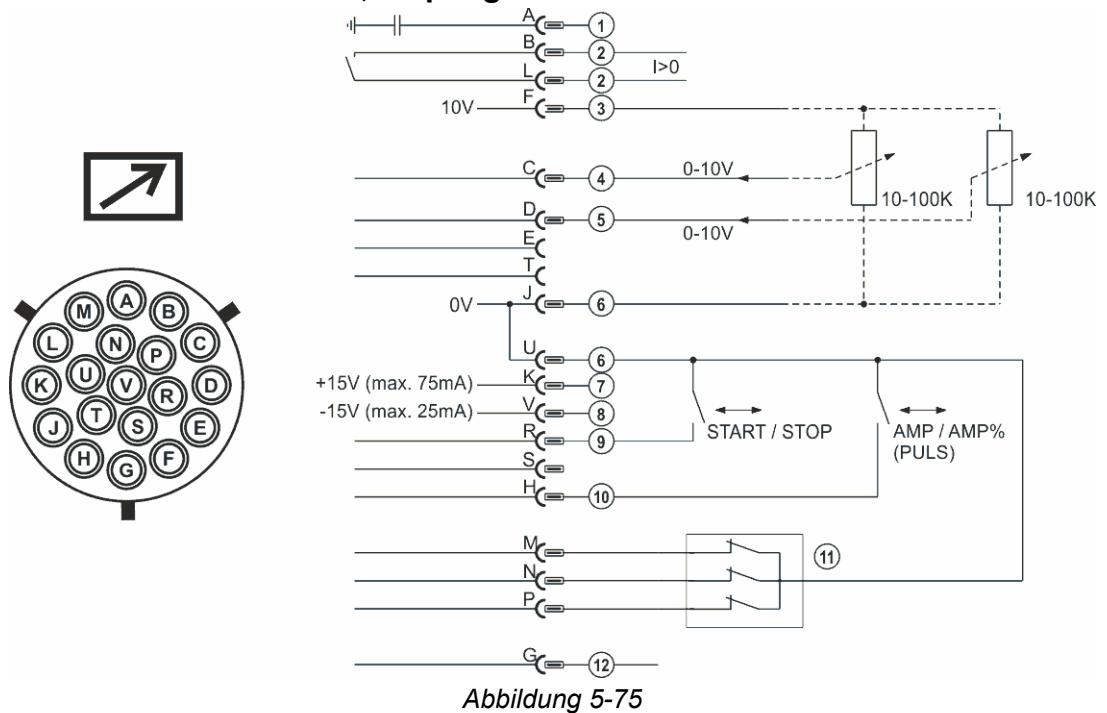 A 1
B 2
L 2 I>0
10V F 3
C 4 0-10V 10-100K 10-100K
D 5
0-10V
E
T
0V J 6
U 6
+15V (max. 75mA) K 7
-15V (max. 25mA) V 8
R 9 START / STOP AMP / AMP%
(PULS)
S
H 10
M 11
N
P
G 12
A
M B
L N C
P
K U V D
R
J T E
S
H F
G
Abbildung 5-75